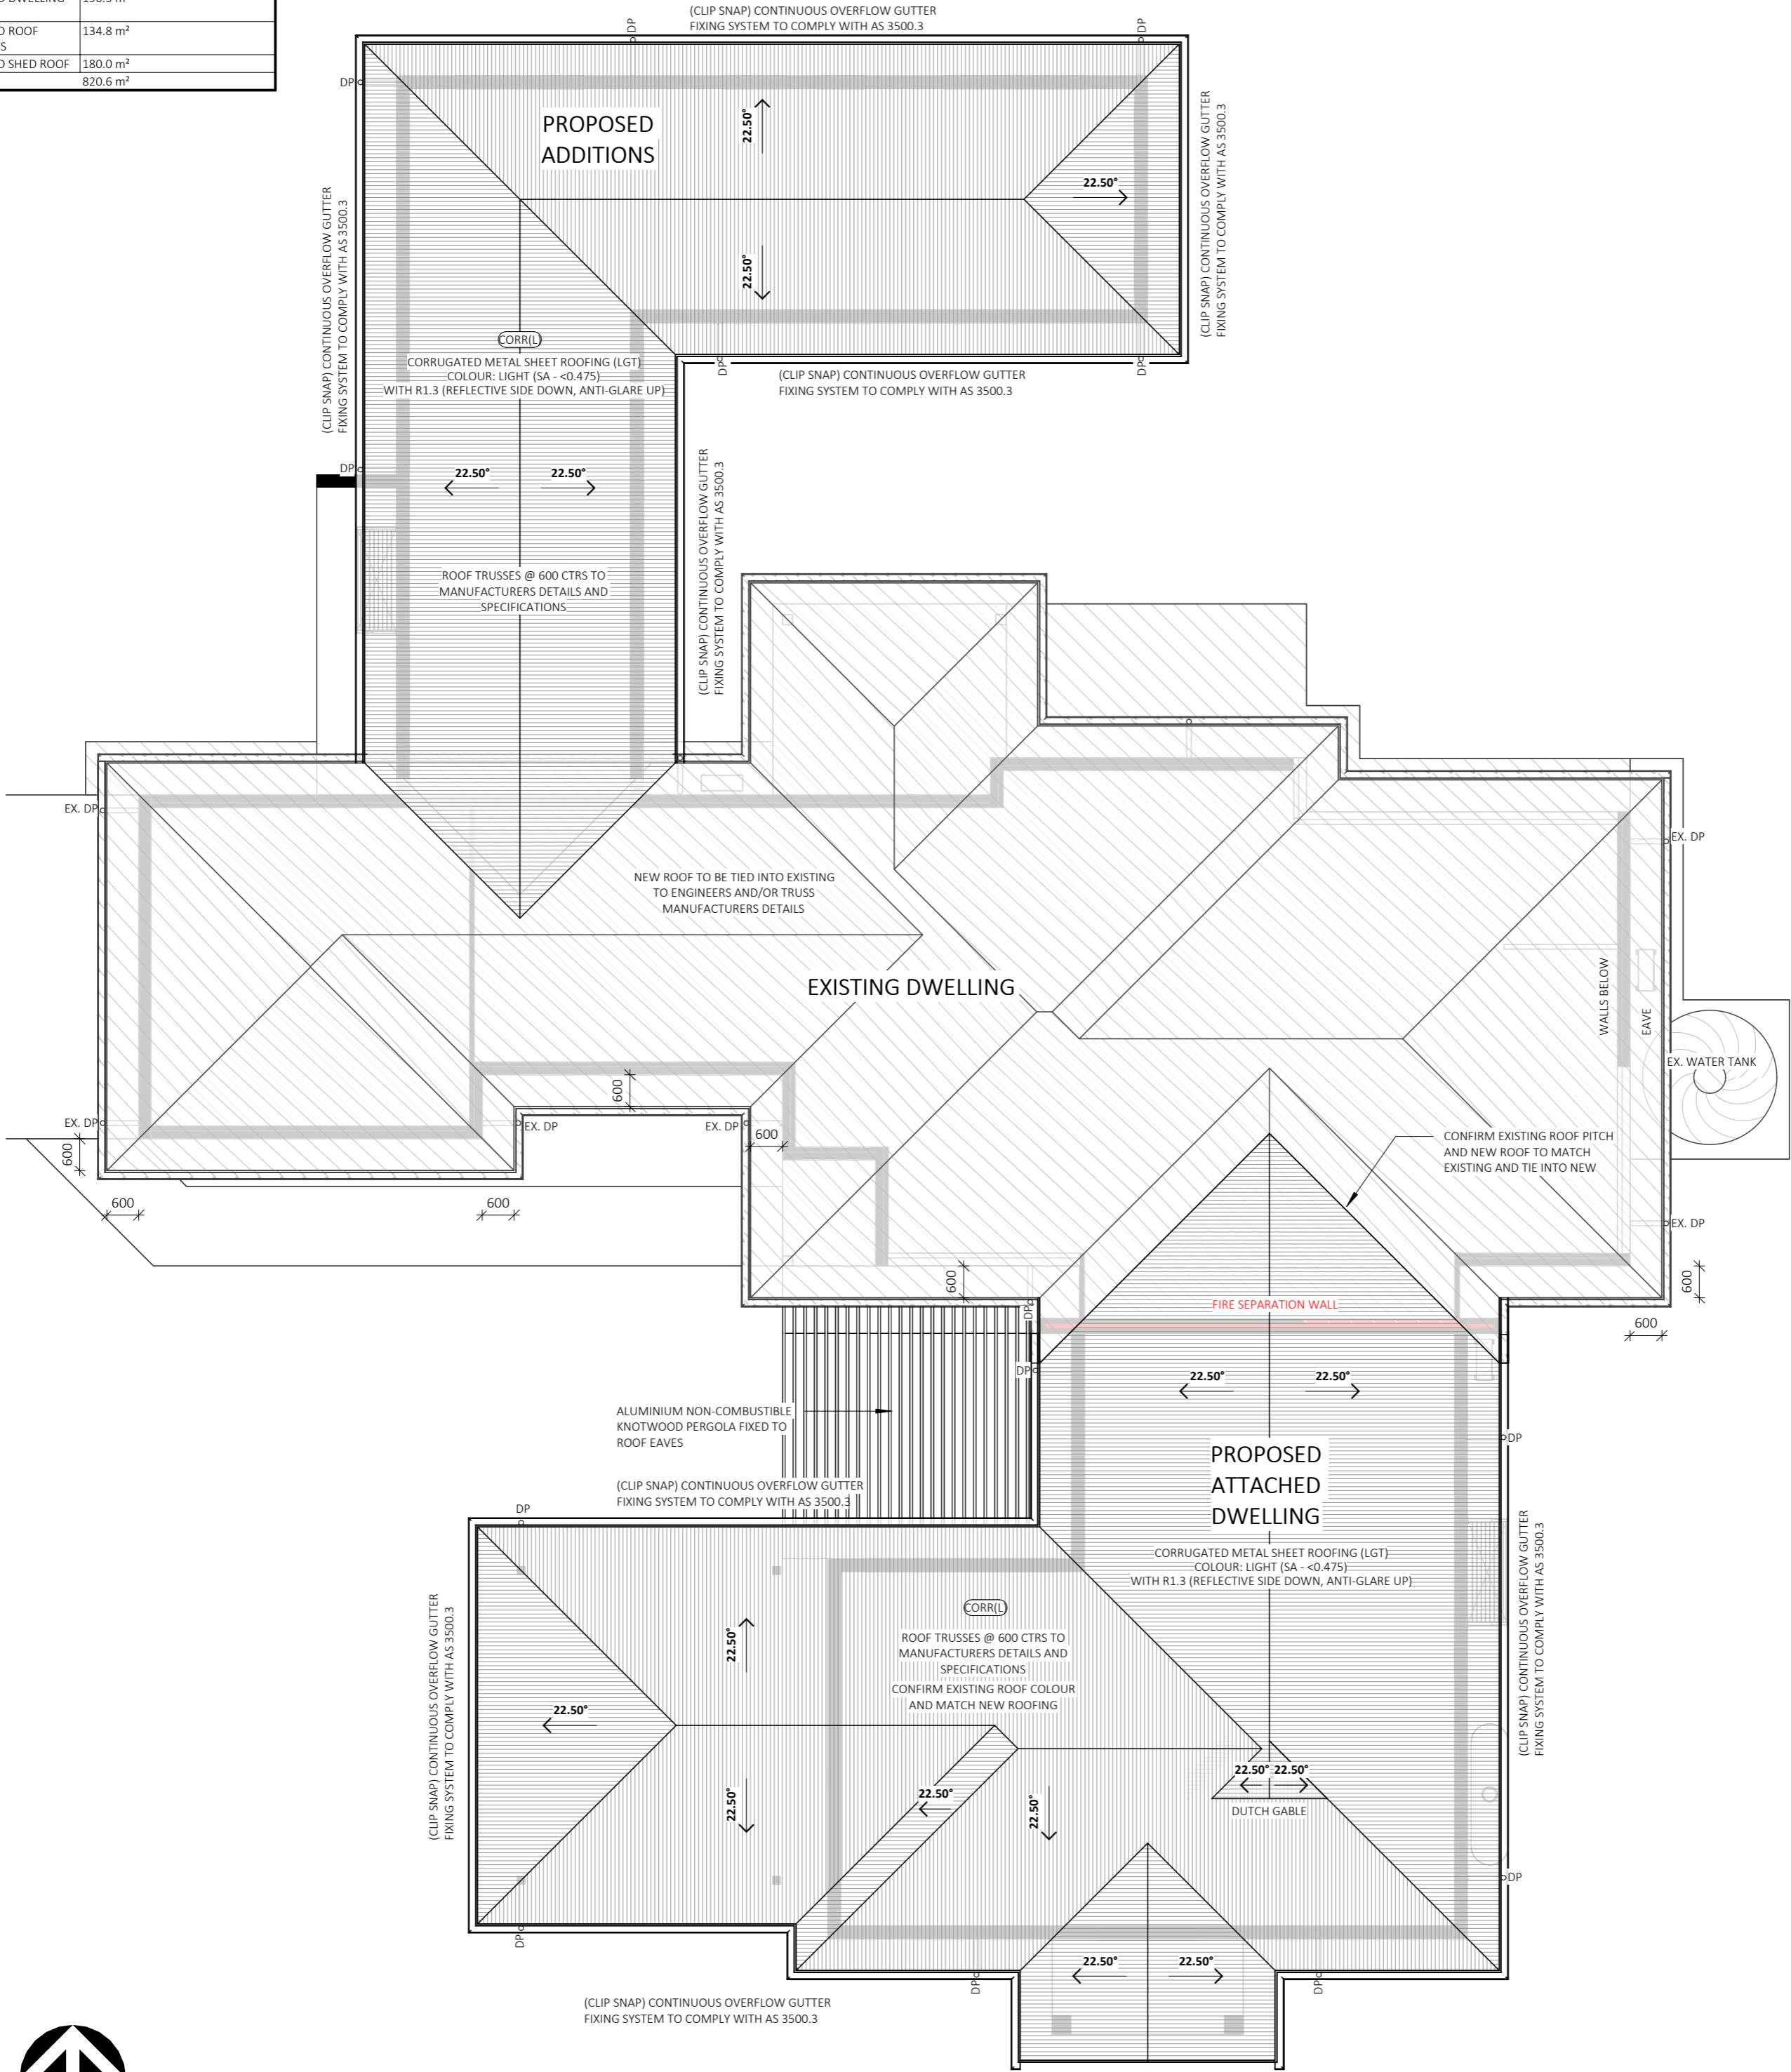 D ROOF
134.8 m²
S
D SHED ROOF
180.0 m²
820.6 m²
(CLIP SNAP) CONTINUOUS OVERFLOW GUTTER
FIXING SYSTEM TO COMPLY WITH AS 3500.3
DP
DP
DP
PROPOSED
ADDITIONS
22.50°
22.50°
22.50°
(CLIP SNAP) CONTINUOUS OVERFLOW GUTTER
FIXING SYSTEM TO COMPLY WITH AS 3500.3
(CLIP SNAP) CONTINUOUS OVERFLOW GUTTER
FIXING SYSTEM TO COMPLY WITH AS 3500.3
CORR(L)
CORRUGATED METAL SHEET ROOFING (LGT)
COLOUR: LIGHT (SA - <0.475)
WITH R1.3 (REFLECTIVE SIDE DOWN, ANTI-GLARE UP)
DP
DP
(CLIP SNAP) CONTINUOUS OVERFLOW GUTTER
FIXING SYSTEM TO COMPLY WITH AS 3500.3
DP
22.50°
22.50°
(CLIP SNAP) CONTINUOUS OVERFLOW GUTTER
FIXING SYSTEM TO COMPLY WITH AS 3500.3
ROOF TRUSSES @ 600 CTRS TO
MANUFACTURERS DETAILS AND
SPECIFICATIONS
EX. DP
EX. DP
NEW ROOF TO BE TIED INTO EXISTING
TO ENGINEERS AND/OR TRUSS
MANUFACTURERS DETAILS
EXISTING DWELLING
WALLS BELOW
EAVE
EX. WATER TANK
600
EX. DP
EX. DP
EX. DP
600
600
600
600
CONFIRM EXISTING ROOF PITCH
AND NEW ROOF TO MATCH
EXISTING AND TIE INTO NEW
EX. DP
600
600
600
DP
FIRE SEPARATION WALL
DP
22.50°
22.50°
ALUMINIUM NON-COMBUSTIBLE
KNOTWOOD PERGOLA FIXED TO
ROOF EAVES
DP
PROPOSED
ATTACHED
DWELLING
(CLIP SNAP) CONTINUOUS OVERFLOW GUTTER
FIXING SYSTEM TO COMPLY WITH AS 3500.3
DP
CORRUGATED METAL SHEET ROOFING (LGT)
COLOUR: LIGHT (SA - <0.475)
WITH R1.3 (REFLECTIVE SIDE DOWN, ANTI-GLARE UP)
(CLIP SNAP) CONTINUOUS OVERFLOW GUTTER
FIXING SYSTEM TO COMPLY WITH AS 3500.3
(CLIP SNAP) CONTINUOUS OVERFLOW GUTTER
FIXING SYSTEM TO COMPLY WITH AS 3500.3
CORR(L)
22.50°
ROOF TRUSSES @ 600 CTRS TO
MANUFACTURERS DETAILS AND
SPECIFICATIONS
CONFIRM EXISTING ROOF COLOUR
AND MATCH NEW ROOFING
22.50°
22.50°
22.50°
22.50°
22.50° 22.50°
DUTCH GABLE
DP
DP
22.50°
22.50°
DP
DP
(CLIP SNAP) CONTINUOUS OVERFLOW GUTTER
FIXING SYSTEM TO COMPLY WITH AS 3500.3